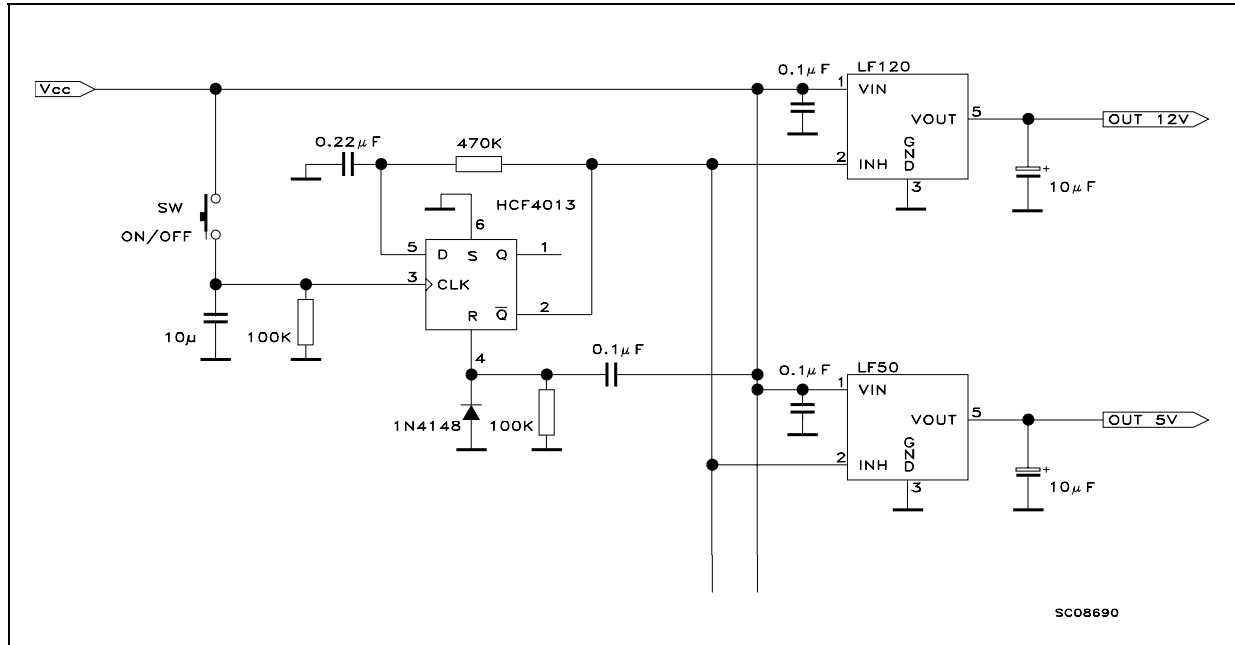 LF120
0.1μF
Vcc
1
VIN
VOUT
5
OUT 12V
0.22μF
470K
2
INH
GND
3
+
10μF
SW
ON/OFF
HCF4013
6
5
D
S
Q
1
3
CLK
R
Q̅
2
10μ
100K
4
0.1μF
1N4148
100K
LF50
0.1μF
1
VIN
VOUT
5
OUT 5V
2
INH
GND
3
+
10μF
SC08690